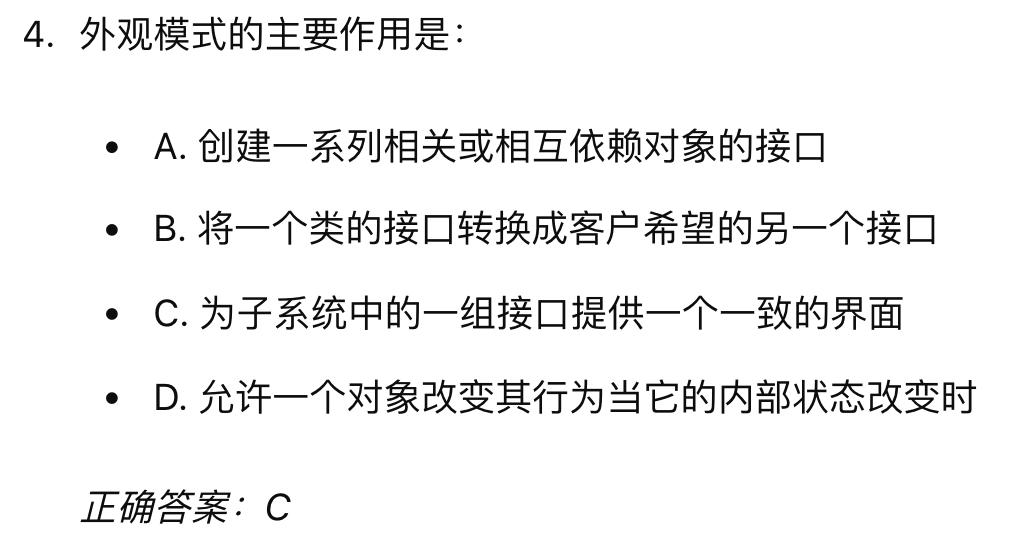 4. 外观模式的主要作用是：
• A. 创建一系列相关或相互依赖对象的接口
• B. 将一个类的接口转换成客户希望的另一个接口
• C. 为子系统中的一组接口提供一个一致的界面
• D. 允许一个对象改变其行为当它的内部状态改变时
正确答案：C